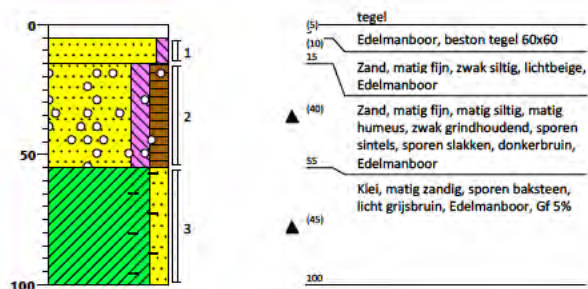 0
50
100
1
2
3
(5)
tegel
5
(10)
Edelmanboor, beston tegel 60x60
15
Zand, matig fijn, zwak siltig, lichtbeige,
Edelmanboor
(40)
Zand, matig fijn, matig siltig, matig
humeus, zwak grindhoudend, sporen
sintels, sporen slakken, donkerbruin,
Edelmanboor
55
Klei, matig zandig, sporen baksteen,
licht grijsbruin, Edelmanboor, Gf 5%
(45)
100